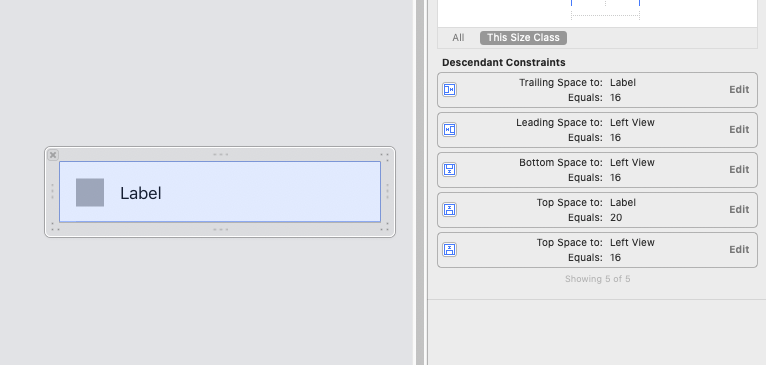 All This Size Class
Descendant Constraints
Trailing Space to: Label
Equals: 16
Edit
Leading Space to: Left View
Equals: 16
Edit
Bottom Space to: Left View
Equals: 16
Edit
Top Space to: Label
Equals: 20
Edit
Top Space to: Left View
Equals: 16
Edit
Showing 5 of 5
Label